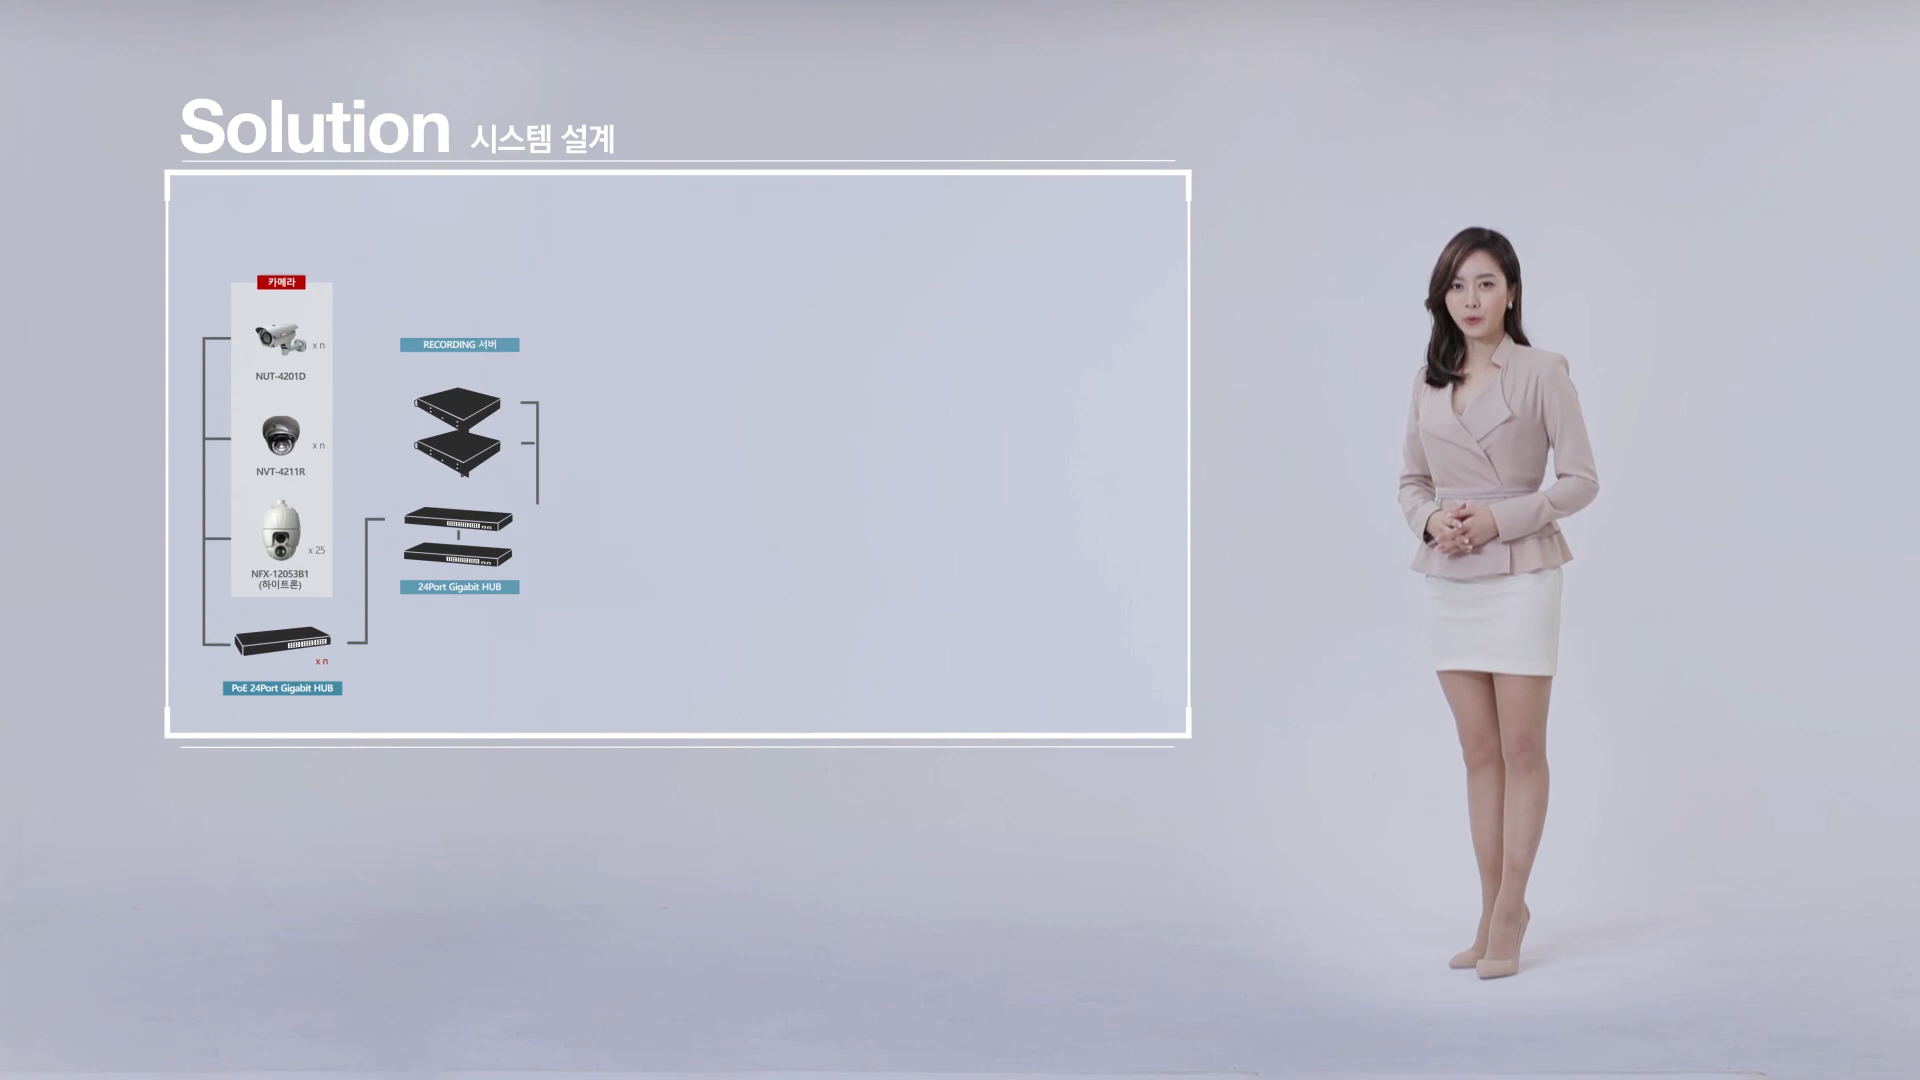 Solution 시스템 설계
카메라
x n
NUT-4201D
x n
NVT-4211R
x 25
NFX-12053B1
(하이트론)
x n
PoE 24Port Gigabit HUB
RECORDING 서버
24Port Gigabit HUB